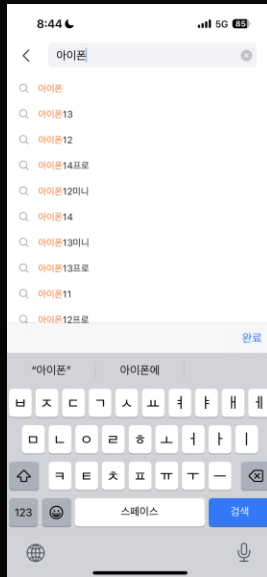 8:44 5G 85
아이폰
아이폰
아이폰13
아이폰12
아이폰14프로
아이폰12미니
아이폰14
아이폰13미니
아이폰13프로
아이폰11
아이폰12프로
완료
“아이폰” 아이폰에
ㅂ ㅈ ㄷ ㄱ ㅅ ㅛ ㅕ ㅑ ㅐ ㅔ
ㅁ ㄴ ㅇ ㄹ ㅎ ㅗ ㅓ ㅏ ㅣ
ㅋ ㅌ ㅊ ㅍ ㅠ ㅜ ㅡ
123 스페이스 검색